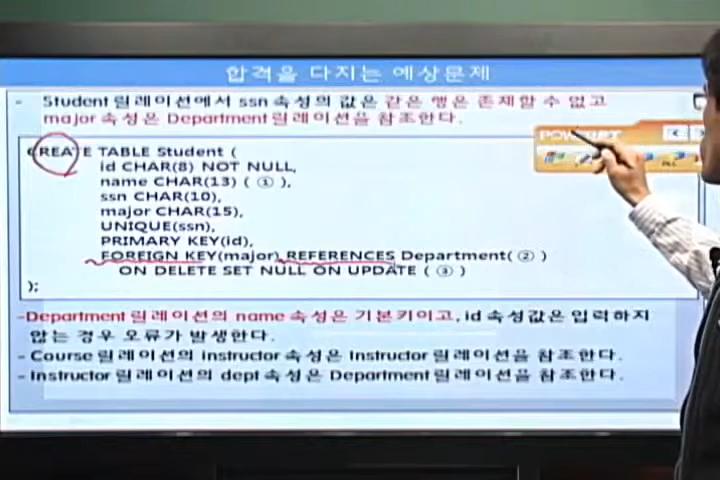 합격을 다지는 예상문제
- Student 릴레이션에서 ssn 속성의 값은 같은 행은 존재할 수 없고
major 속성은 Department 릴레이션을 참조한다.
CREATE TABLE Student (
id CHAR(8) NOT NULL,
name CHAR(13) ( ① ),
ssn CHAR(10),
major CHAR(15),
UNIQUE(ssn),
PRIMARY KEY(id),
FOREIGN KEY(major) REFERENCES Department( ② )
ON DELETE SET NULL ON UPDATE ( ③ )
);
-Department 릴레이션의 name 속성은 기본키이고, id 속성값은 입력하지
않는 경우 오류가 발생한다.
- Course 릴레이션의 instructor 속성은 Instructor 릴레이션을 참조한다.
- Instructor 릴레이션의 dept 속성은 Department 릴레이션을 참조한다.